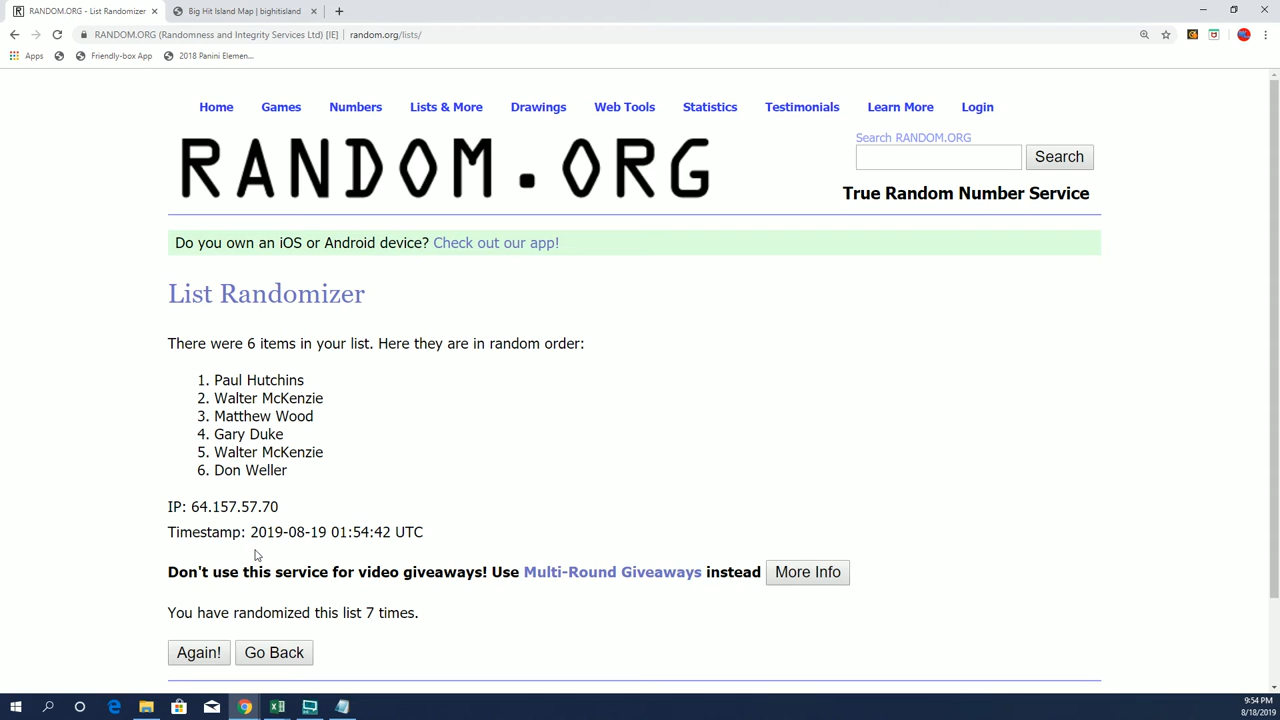 RANDOM.ORG - List Randomizer
Big Hit Island Map | bighitisland
RANDOM.ORG (Randomness and Integrity Services Ltd) [IE] | random.org/lists/
Apps Friendly-box App 2018 Panini Elemen...
Home Games Numbers Lists & More Drawings Web Tools Statistics Testimonials Learn More Login
RANDOM.ORG
Search RANDOM.ORG
Search
True Random Number Service
Do you own an iOS or Android device? Check out our app!
List Randomizer
There were 6 items in your list. Here they are in random order:
1. Paul Hutchins
2. Walter McKenzie
3. Matthew Wood
4. Gary Duke
5. Walter McKenzie
6. Don Weller
IP: 64.157.57.70
Timestamp: 2019-08-19 01:54:42 UTC
Don't use this service for video giveaways! Use Multi-Round Giveaways instead More Info
You have randomized this list 7 times.
Again! Go Back
9:54 PM
8/18/2019